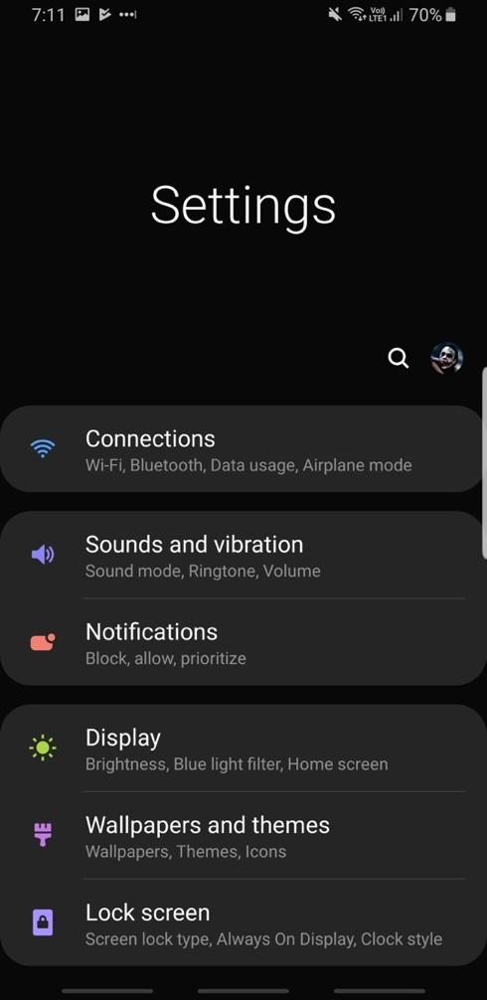 7:11 Vo)) LTE1 70%
Settings
Connections
Wi-Fi, Bluetooth, Data usage, Airplane mode
Sounds and vibration
Sound mode, Ringtone, Volume
Notifications
Block, allow, prioritize
Display
Brightness, Blue light filter, Home screen
Wallpapers and themes
Wallpapers, Themes, Icons
Lock screen
Screen lock type, Always On Display, Clock style